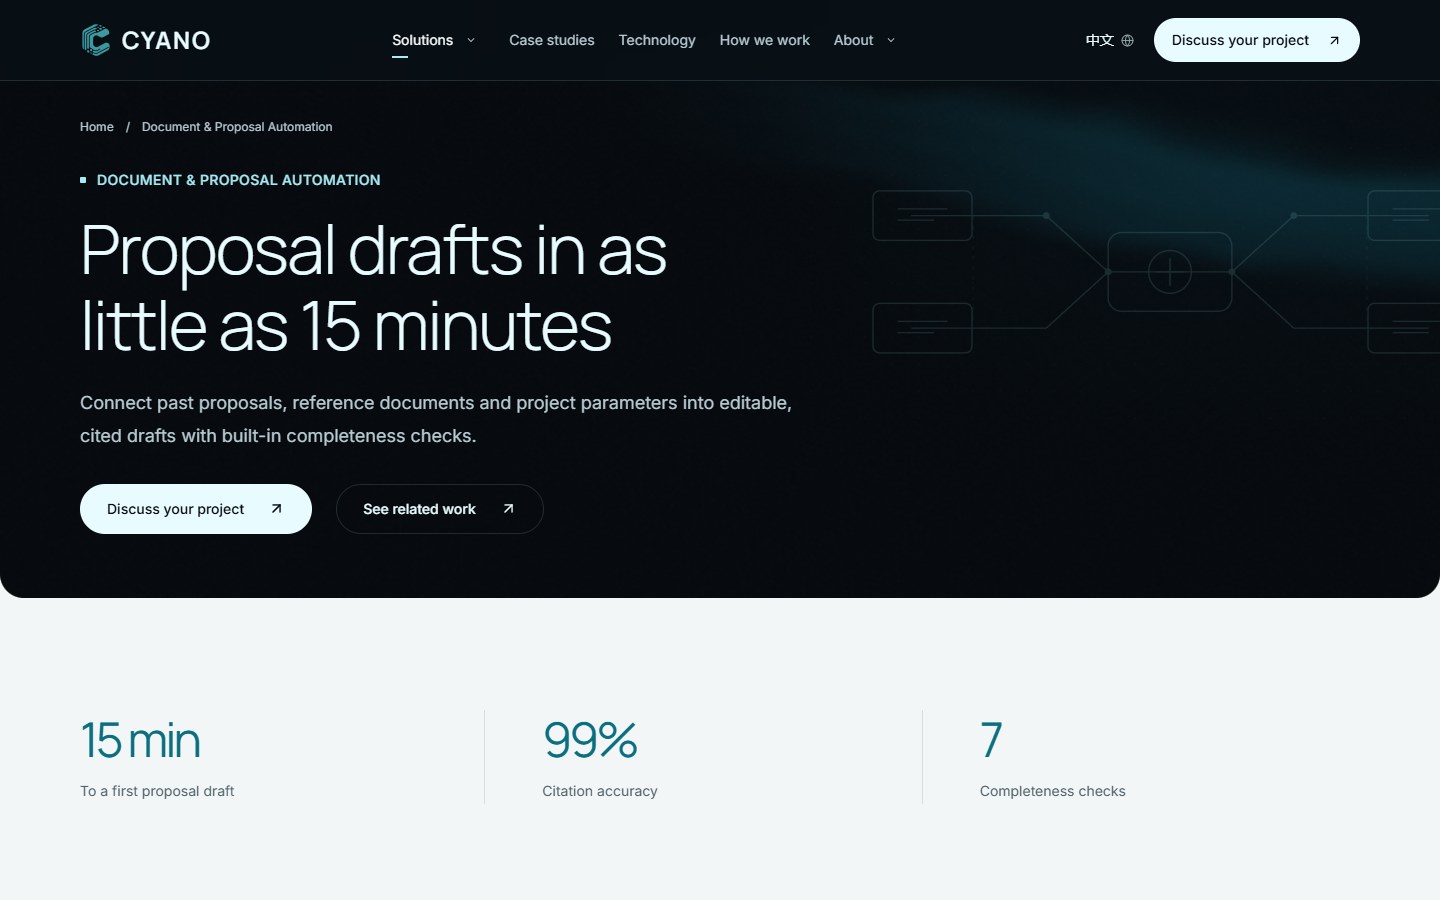 CYANO
Solutions
Case studies
Technology
How we work
About
中文
Discuss your project
Home / Document & Proposal Automation
DOCUMENT & PROPOSAL AUTOMATION
Proposal drafts in as
little as 15 minutes
Connect past proposals, reference documents and project parameters into editable,
cited drafts with built-in completeness checks.
Discuss your project
See related work
15 min
To a first proposal draft
99%
Citation accuracy
7
Completeness checks